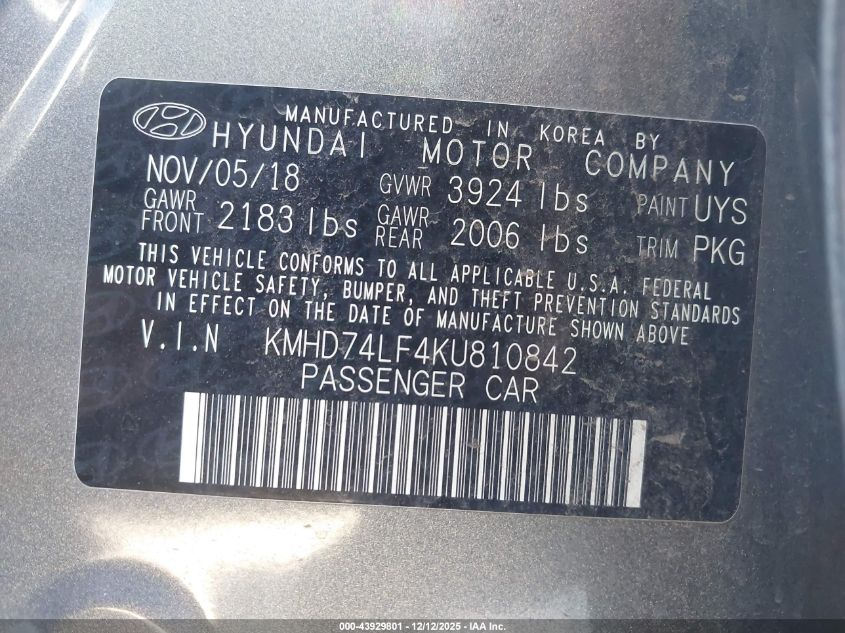 MANUFACTURED IN KOREA BY
HYUNDAI MOTOR COMPANY
NOV/05/18 GVWR 3924 lbs PAINT UYS
GAWR FRONT 2183 lbs GAWR REAR 2006 lbs TRIM PKG
THIS VEHICLE CONFORMS TO ALL APPLICABLE U.S.A. FEDERAL
MOTOR VEHICLE SAFETY, BUMPER, AND THEFT PREVENTION STANDARDS
IN EFFECT ON THE DATE OF MANUFACTURE SHOWN ABOVE
V.I.N KMHD74LF4KU810842
PASSENGER CAR
000-43929801 - 12/12/2025 - IAA Inc.